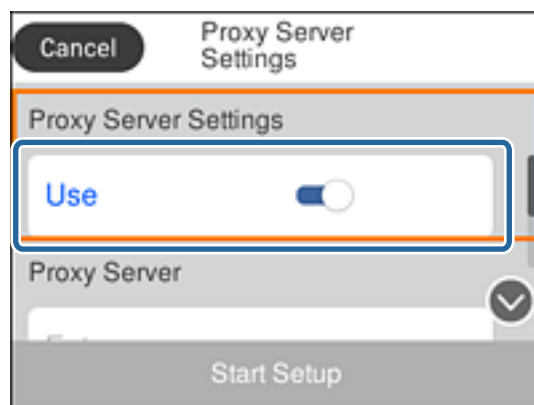 Cancel
Proxy Server
Settings
Proxy Server Settings
Use
Proxy Server
Start Setup